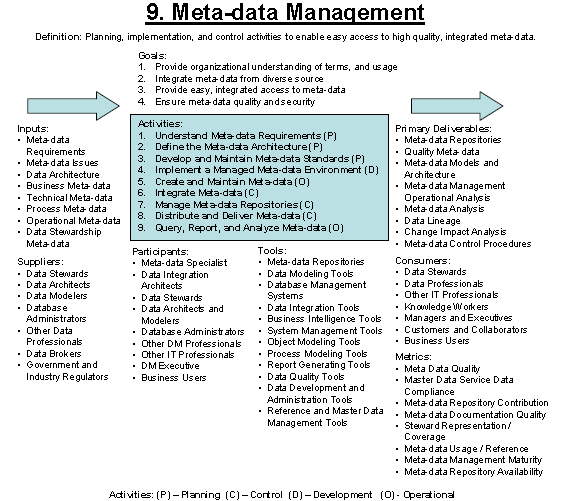 9. Meta-data Management
Definition: Planning, implementation, and control activities to enable easy access to high quality, integrated meta-data.
Goals:
1. Provide organizational understanding of terms, and usage
2. Integrate meta-data from diverse source
3. Provide easy, integrated access to meta-data
4. Ensure meta-data quality and security
Inputs:
• Meta-data
Requirements
• Meta-data Issues
• Data Architecture
• Business Meta-data
• Technical Meta-data
• Process Meta-data
• Operational Meta-data
• Data Stewardship
Meta-data
Activities:
1. Understand Meta-data Requirements (P)
2. Define the Meta-data Architecture (P)
3. Develop and Maintain Meta-data Standards (P)
4. Implement a Managed Meta-data Environment (D)
5. Create and Maintain Meta-data (O)
6. Integrate Meta-data (C)
7. Manage Meta-data Repositories (C)
8. Distribute and Deliver Meta-data (C)
9. Query, Report, and Analyze Meta-data (O)
Primary Deliverables:
• Meta-data Repositories
• Quality Meta-data
• Meta-data Models and
Architecture
• Meta-data Management
Operational Analysis
• Meta-data Analysis
• Data Lineage
• Change Impact Analysis
• Meta-data Control Procedures
Suppliers:
• Data Stewards
• Data Architects
• Data Modelers
• Database
Administrators
• Other Data
Professionals
• Data Brokers
• Government and
Industry Regulators
Participants:
• Meta-data Specialist
• Data Integration
Architects
• Data Stewards
• Data Architects and
Modelers
• Database Administrators
• Other DM Professionals
• Other IT Professionals
• DM Executive
• Business Users
Tools:
• Meta-data Repositories
• Data Modeling Tools
• Database Management
Systems
• Data Integration Tools
• Business Intelligence Tools
• System Management Tools
• Object Modeling Tools
• Process Modeling Tools
• Report Generating Tools
• Data Quality Tools
• Data Development and
Administration Tools
• Reference and Master Data
Management Tools
Consumers:
• Data Stewards
• Data Professionals
• Other IT Professionals
• Knowledge Workers
• Managers and Executives
• Customers and Collaborators
• Business Users
Metrics:
• Meta Data Quality
• Master Data Service Data
Compliance
• Meta-data Repository Contribution
• Meta-data Documentation Quality
• Steward Representation /
Coverage
• Meta-data Usage / Reference
• Meta-data Management Maturity
• Meta-data Repository Availability
Activities: (P) – Planning (C) – Control (D) – Development (O) - Operational